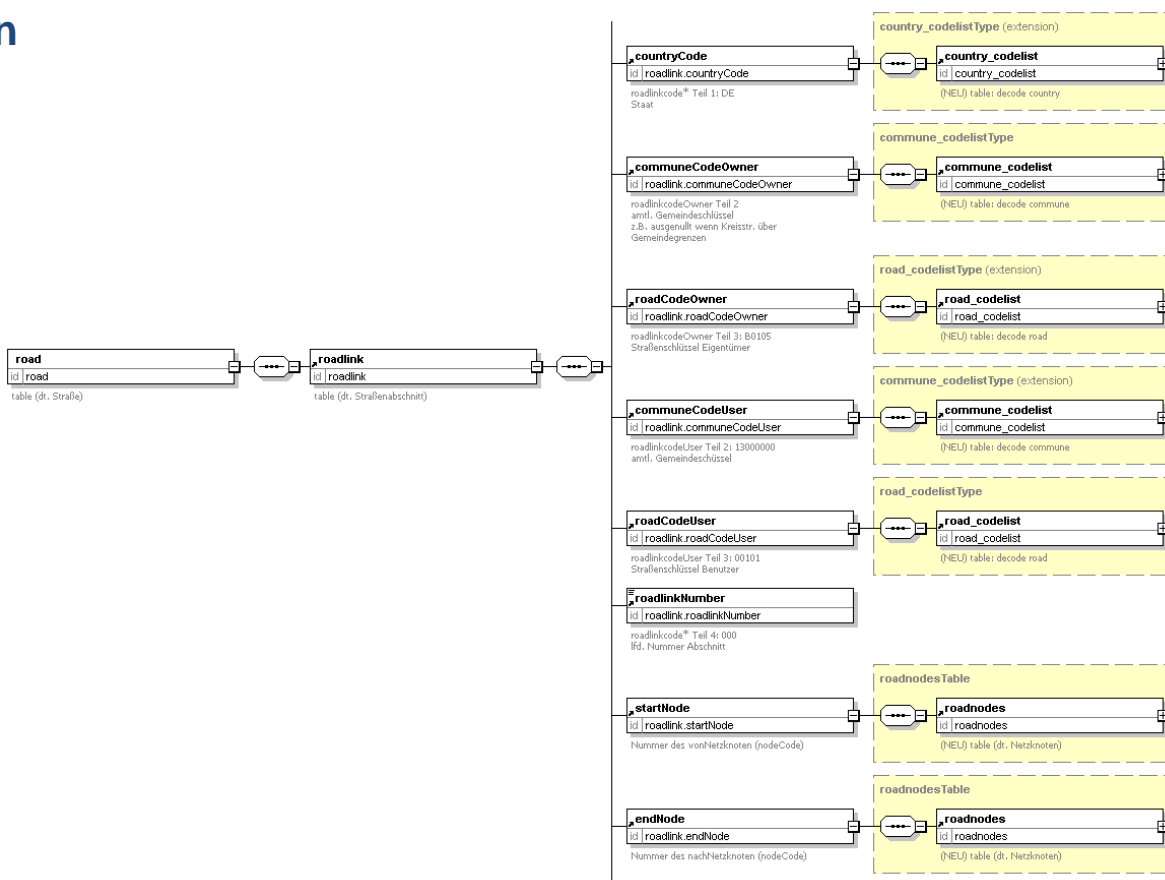 n
road
id road
table (dt. Straße)
roadlink
id roadlink
table (dt. Straßenabschnitt)
countryCode
id roadlink.countryCode
roadlinkcode* Teil 1: DE
Staat
country_codelistType (extension)
country_codelist
id country_codelist
(NEU) table: decode country
communeCodeOwner
id roadlink.communeCodeOwner
roadlinkcodeOwner Teil 2
amtl. Gemeindeschlüssel
z.B. ausgenullt wenn Kreisstr. über
Gemeindegrenzen
commune_codelistType
commune_codelist
id commune_codelist
(NEU) table: decode commune
roadCodeOwner
id roadlink.roadCodeOwner
roadlinkcodeOwner Teil 3: B0105
Straßenschlüssel Eigentümer
road_codelistType (extension)
road_codelist
id road_codelist
(NEU) table: decode road
communeCodeUser
id roadlink.communeCodeUser
roadlinkcodeUser Teil 2: 13000000
amtl. Gemeindeschüssel
commune_codelistType (extension)
commune_codelist
id commune_codelist
(NEU) table: decode commune
roadCodeUser
id roadlink.roadCodeUser
roadlinkcodeUser Teil 3: 00101
Straßenschlüssel Benutzer
road_codelistType
road_codelist
id road_codelist
(NEU) table: decode road
roadlinkNumber
id roadlink.roadlinkNumber
roadlinkcode* Teil 4: 000
lfd. Nummer Abschnitt
startNode
id roadlink.startNode
Nummer des vonNetzknoten (nodeCode)
roadnodesTable
roadnodes
id roadnodes
(NEU) table (dt. Netzknoten)
endNode
id roadlink.endNode
Nummer des nachNetzknoten (nodeCode)
roadnodesTable
roadnodes
id roadnodes
(NEU) table (dt. Netzknoten)